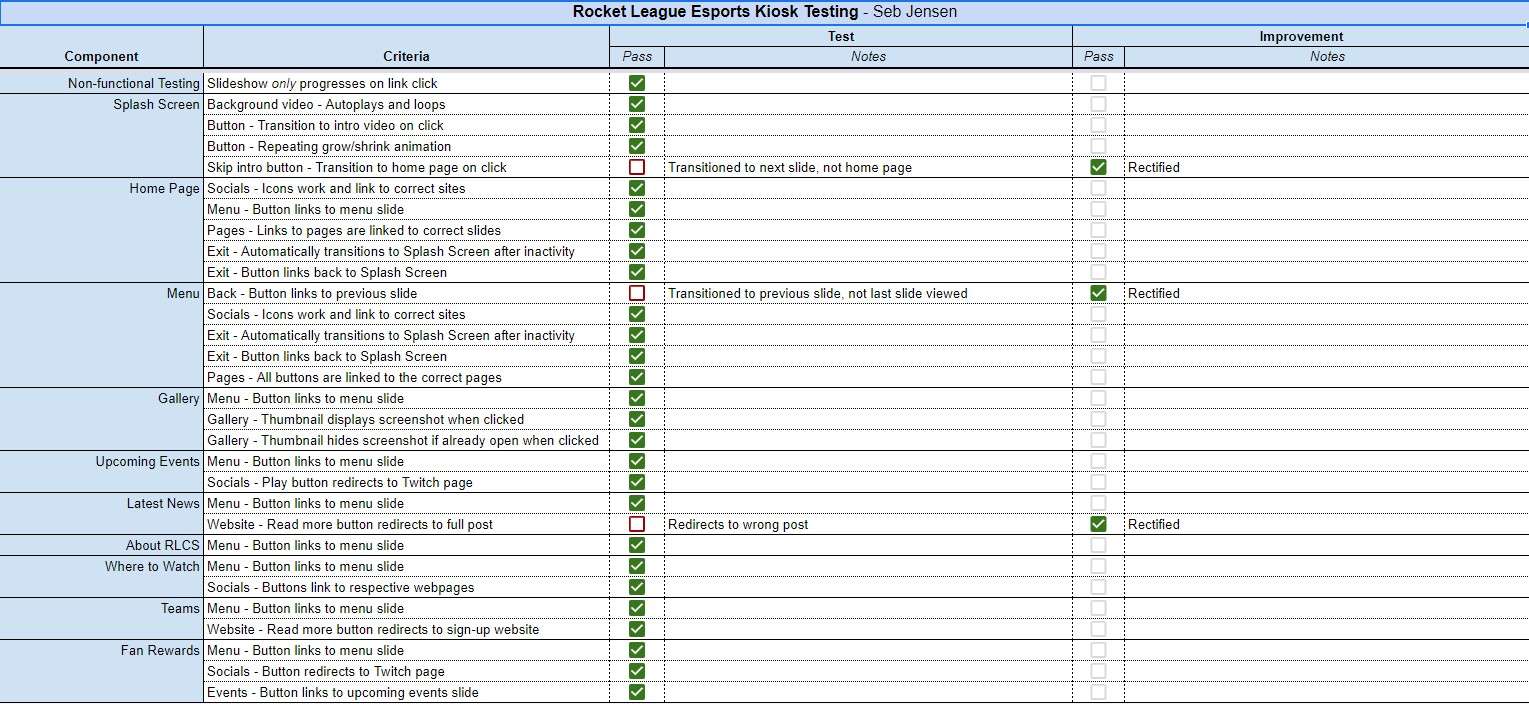 Rocket League Esports Kiosk Testing - Seb Jensen
Test Improvement
Component Criteria Pass Notes Pass Notes
Non-functional Testing Slideshow only progresses on link click
Splash Screen Background video - Autoplays and loops
Button - Transition to intro video on click
Button - Repeating grow/shrink animation
Skip intro button - Transition to home page on click Transitioned to next slide, not home page Rectified
Home Page Socials - Icons work and link to correct sites
Menu - Button links to menu slide
Pages - Links to pages are linked to correct slides
Exit - Automatically transitions to Splash Screen after inactivity
Exit - Button links back to Splash Screen
Menu Back - Button links to previous slide Transitioned to previous slide, not last slide viewed Rectified
Socials - Icons work and link to correct sites
Exit - Automatically transitions to Splash Screen after inactivity
Exit - Button links back to Splash Screen
Pages - All buttons are linked to the correct pages
Gallery Menu - Button links to menu slide
Gallery - Thumbnail displays screenshot when clicked
Gallery - Thumbnail hides screenshot if already open when clicked
Upcoming Events Menu - Button links to menu slide
Socials - Play button redirects to Twitch page
Latest News Menu - Button links to menu slide
Website - Read more button redirects to full post Redirects to wrong post Rectified
About RLCS Menu - Button links to menu slide
Where to Watch Menu - Button links to menu slide
Socials - Buttons link to respective webpages
Teams Menu - Button links to menu slide
Website - Read more button redirects to sign-up website
Fan Rewards Menu - Button links to menu slide
Socials - Button redirects to Twitch page
Events - Button links to upcoming events slide